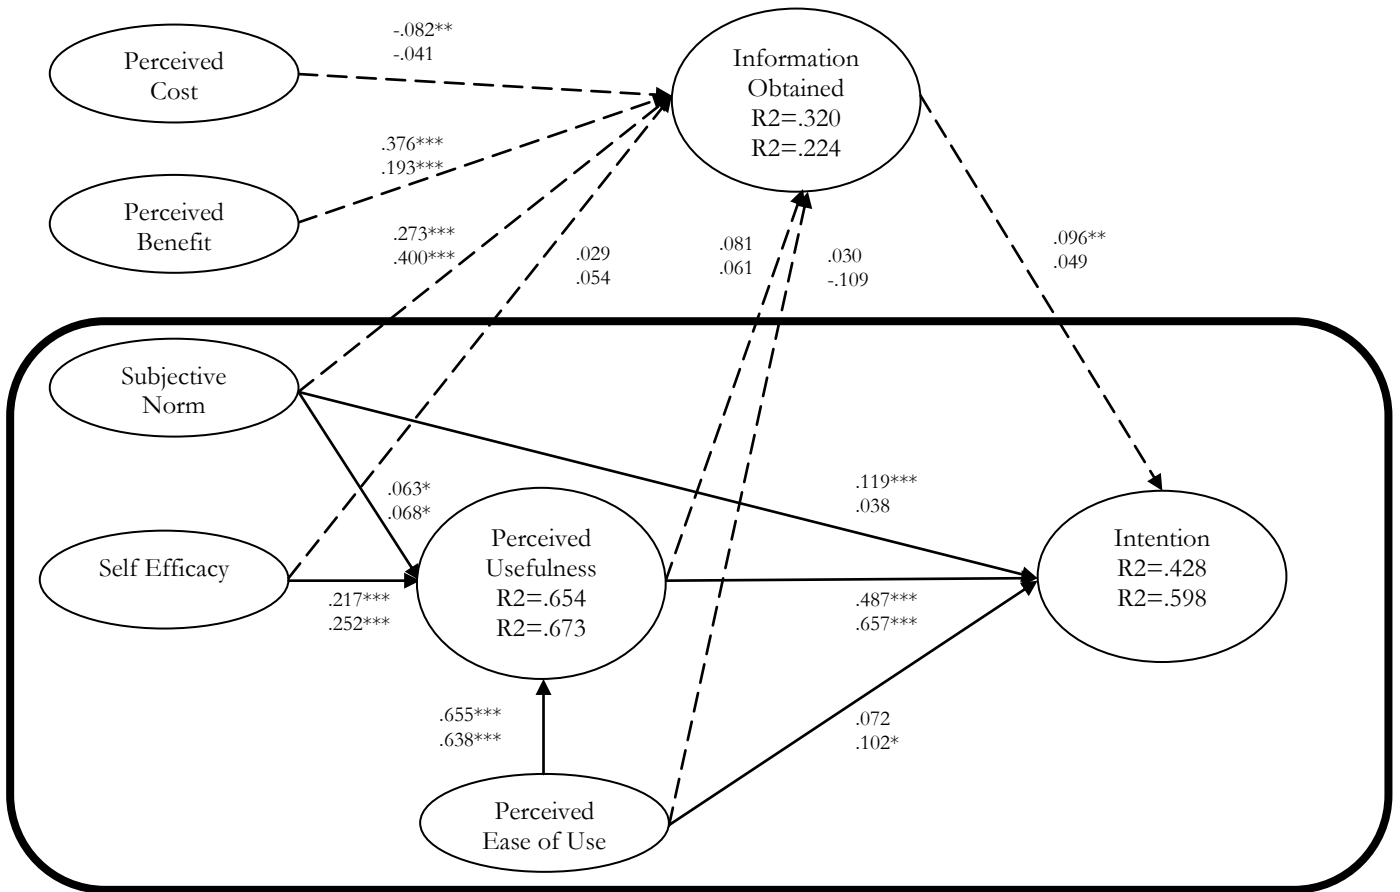 -.082**
-.041
Perceived
Cost
Information
Obtained
R2=.320
R2=.224
.376***
.193***
Perceived
Benefit
.273***
.400***
.029
.054
.081
.061
.030
-.109
.096**
.049
Subjective
Norm
.063*
.068*
.119***
.038
Self Efficacy
Perceived
Usefulness
R2=.654
R2=.673
Intention
R2=.428
R2=.598
.217***
.252***
.487***
.657***
.655***
.638***
.072
.102*
Perceived
Ease of Use